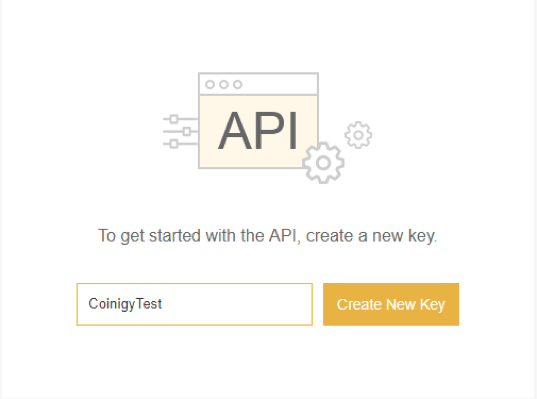 API
To get started with the API, create a new key.
CoinigyTest
Create New Key